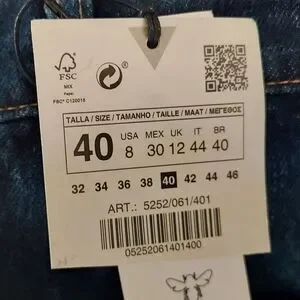 FSC
MIX
Paper
FSC® C120015
TALLA / SIZE / TAMANHO / TAILLE / MAAT / ΜΕΓΕΘΟΣ
40 USA MEX UK IT BR
8 30 12 44 40
32 34 36 38 40 42 44 46
ART.: 5252/061/401
05252061401400